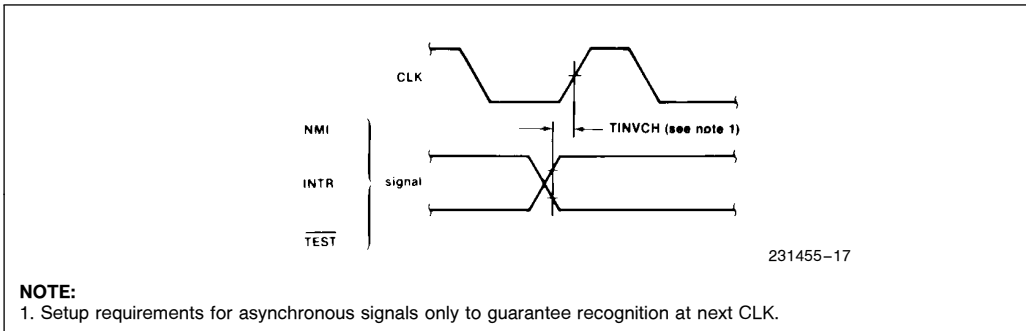 CLK
TINVCH (see note 1)
NMI
INTR
signal
TEST
231455–17
NOTE:
1. Setup requirements for asynchronous signals only to guarantee recognition at next CLK.